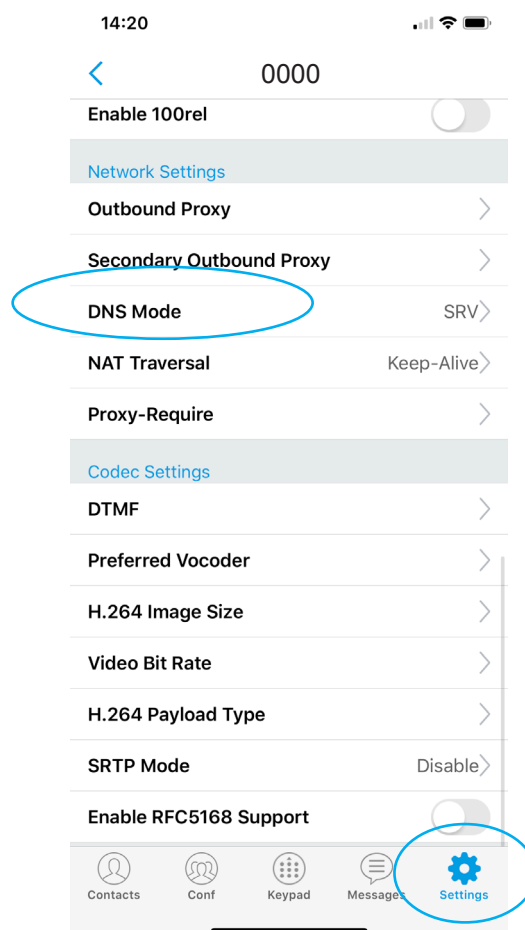 14:20
0000
Enable 100rel
Network Settings
Outbound Proxy
Secondary Outbound Proxy
DNS Mode SRV
NAT Traversal Keep-Alive
Proxy-Require
Codec Settings
DTMF
Preferred Vocoder
H.264 Image Size
Video Bit Rate
H.264 Payload Type
SRTP Mode Disable
Enable RFC5168 Support
Contacts Conf Keypad Messages Settings